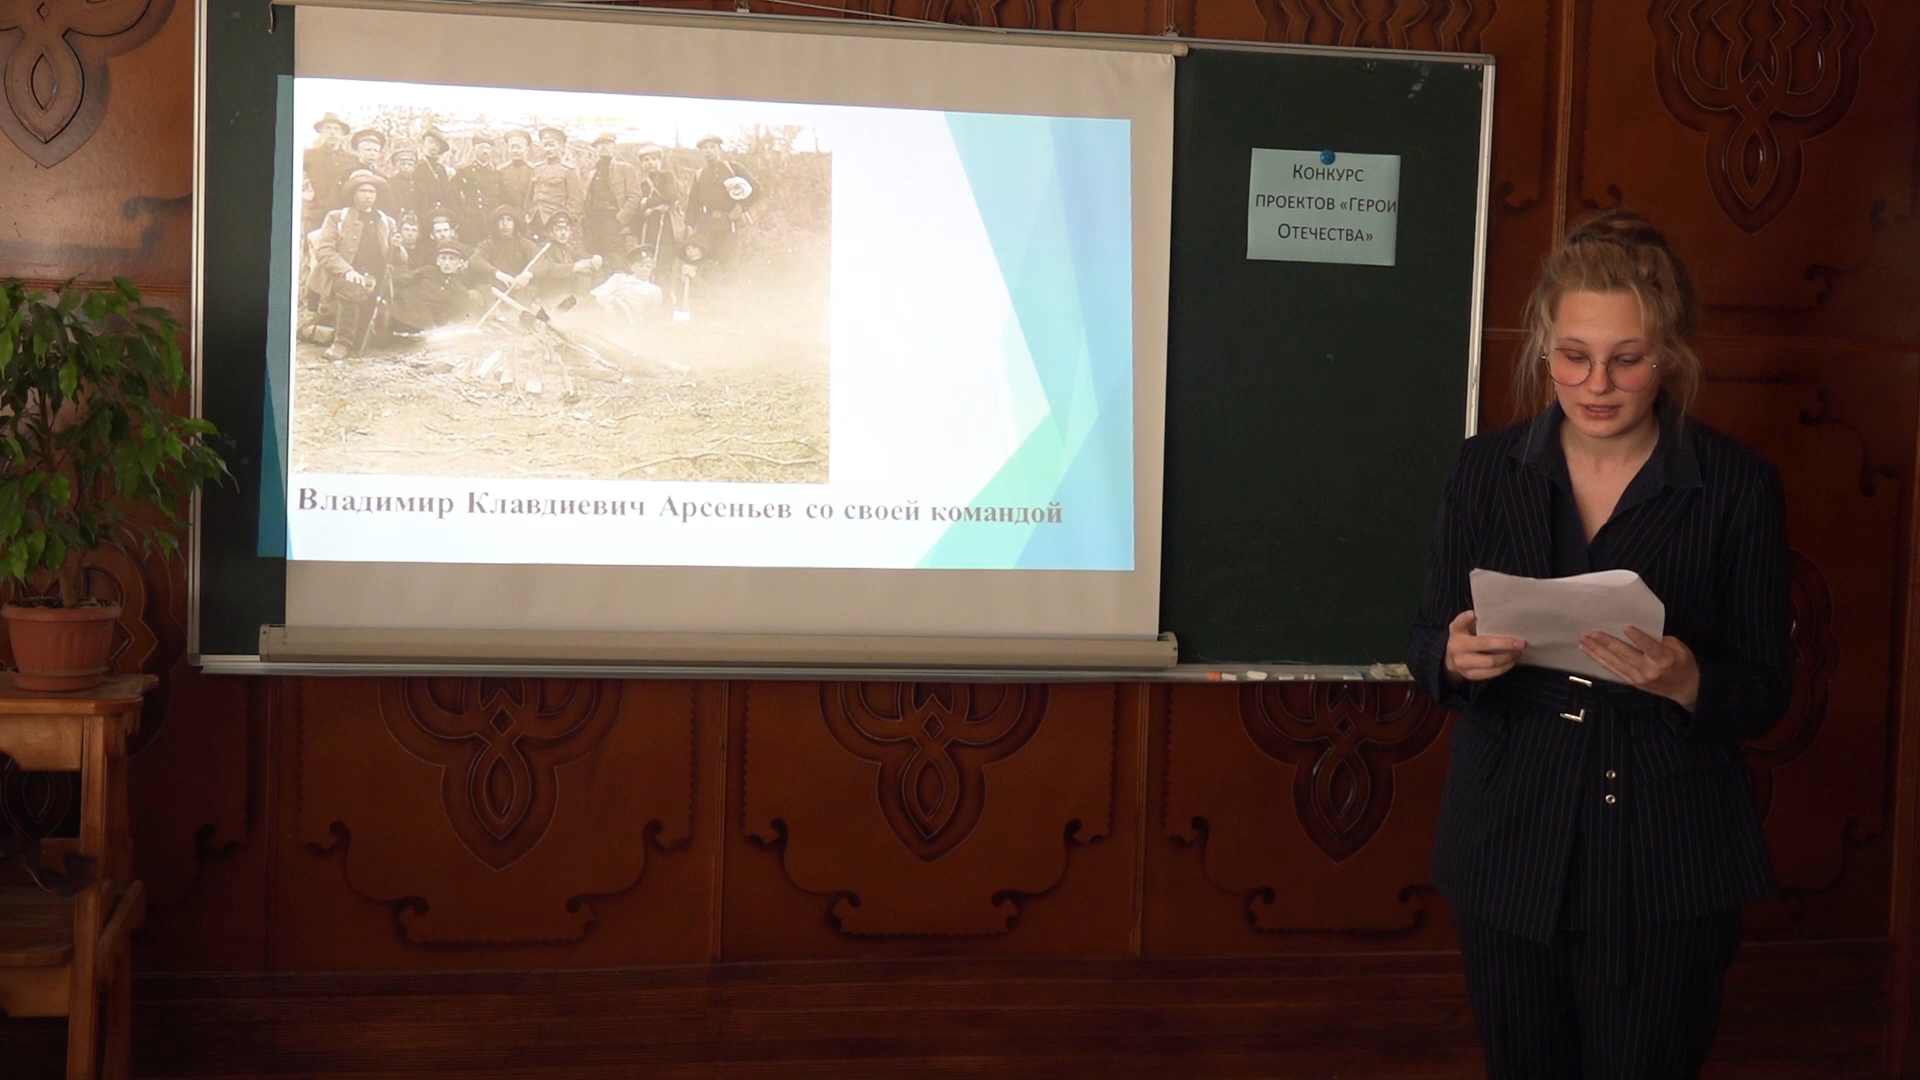 Владимир Клавдиевич Арсеньев со своей командой
Конкурс
проектов «Герои
Отечества»